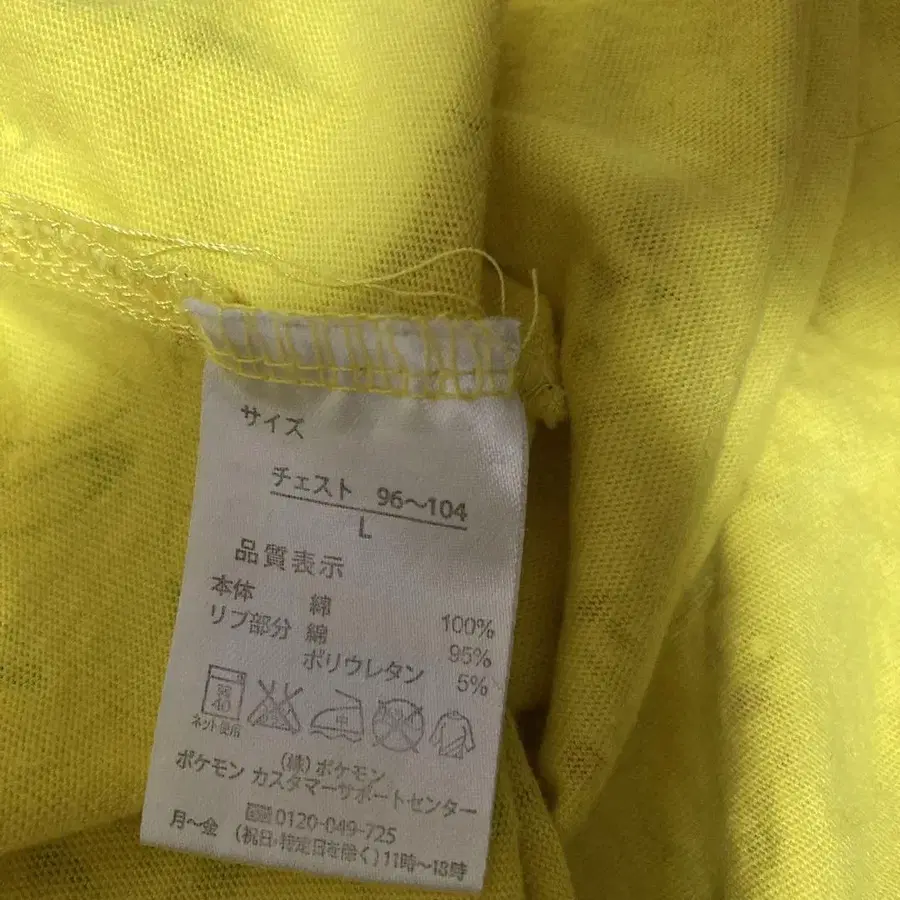 サイズ
チェスト 96～104
L
品質表示
本体 綿 100%
リブ部分 綿 95%
ポリウレタン 5%
ネット使用
(株)ポケモン
ポケモン カスタマーサポートセンター
0120-049-725
月～金 (祝日・特定日を除く) 11時～18時